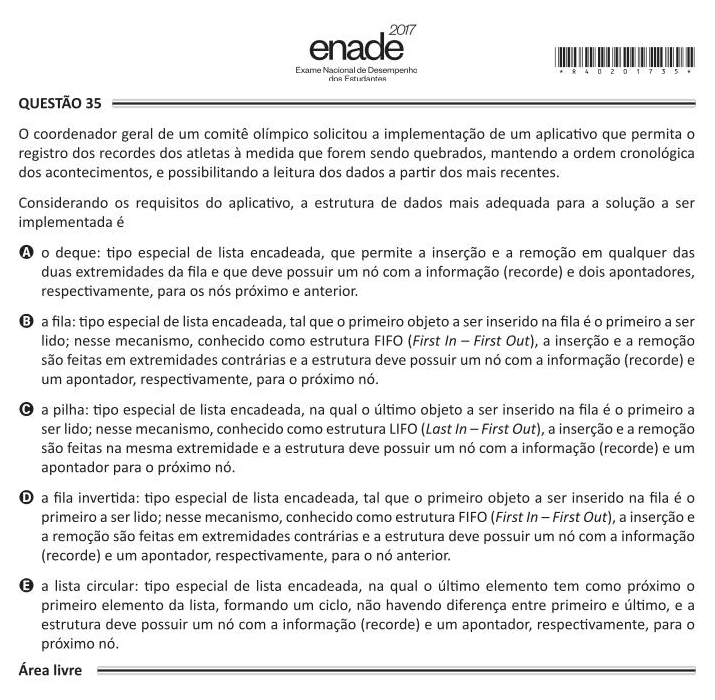 2017
enade
Exame Nacional de Desempenho
dos Estudantes
* R 4 0 2 0 1 7 3 5 *
QUESTÃO 35
O coordenador geral de um comitê olímpico solicitou a implementação de um aplicativo que permita o
registro dos recordes dos atletas à medida que forem sendo quebrados, mantendo a ordem cronológica
dos acontecimentos, e possibilitando a leitura dos dados a partir dos mais recentes.
Considerando os requisitos do aplicativo, a estrutura de dados mais adequada para a solução a ser
implementada é
A o deque: tipo especial de lista encadeada, que permite a inserção e a remoção em qualquer das
duas extremidades da fila e que deve possuir um nó com a informação (recorde) e dois apontadores,
respectivamente, para os nós próximo e anterior.
B a fila: tipo especial de lista encadeada, tal que o primeiro objeto a ser inserido na fila é o primeiro a ser
lido; nesse mecanismo, conhecido como estrutura FIFO (First In – First Out), a inserção e a remoção
são feitas em extremidades contrárias e a estrutura deve possuir um nó com a informação (recorde) e
um apontador, respectivamente, para o próximo nó.
C a pilha: tipo especial de lista encadeada, na qual o último objeto a ser inserido na fila é o primeiro a
ser lido; nesse mecanismo, conhecido como estrutura LIFO (Last In – First Out), a inserção e a remoção
são feitas na mesma extremidade e a estrutura deve possuir um nó com a informação (recorde) e um
apontador para o próximo nó.
D a fila invertida: tipo especial de lista encadeada, tal que o primeiro objeto a ser inserido na fila é o
primeiro a ser lido; nesse mecanismo, conhecido como estrutura FIFO (First In – First Out), a inserção e
a remoção são feitas em extremidades contrárias e a estrutura deve possuir um nó com a informação
(recorde) e um apontador, respectivamente, para o nó anterior.
E a lista circular: tipo especial de lista encadeada, na qual o último elemento tem como próximo o
primeiro elemento da lista, formando um ciclo, não havendo diferença entre primeiro e último, e a
estrutura deve possuir um nó com a informação (recorde) e um apontador, respectivamente, para o
próximo nó.
Área livre